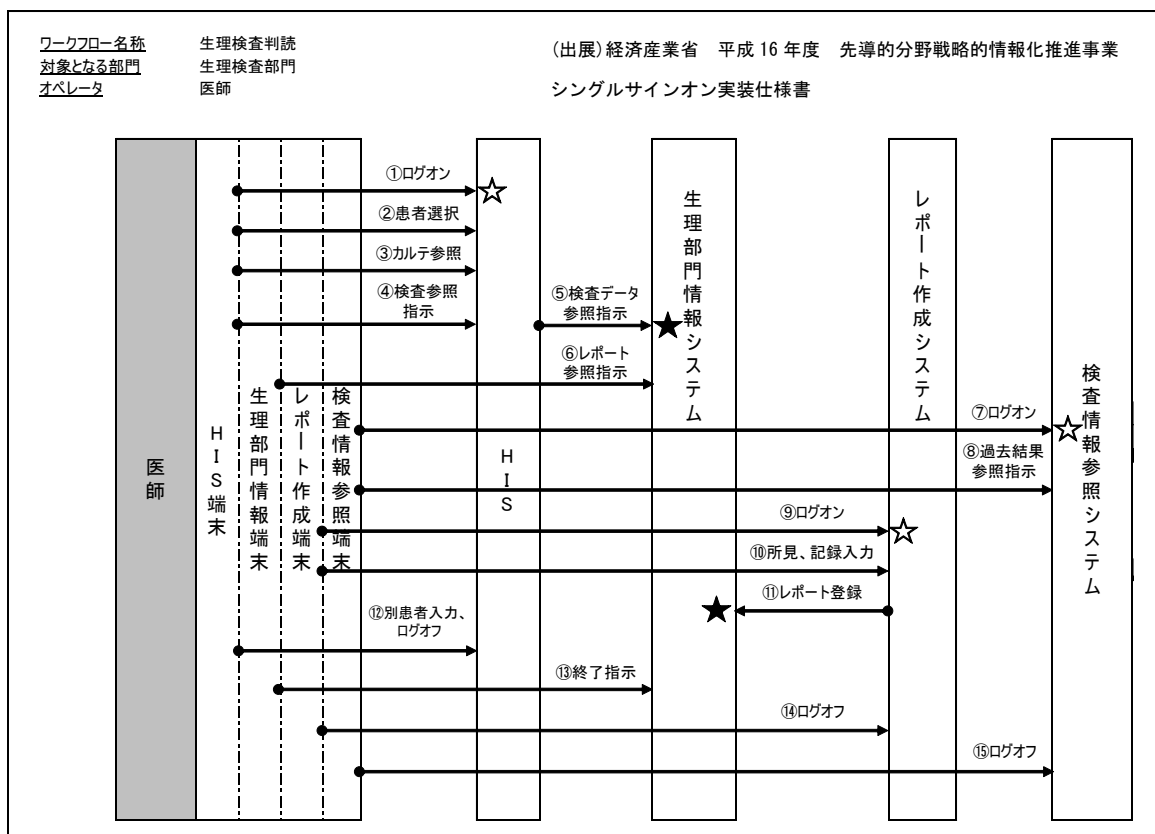 ワークフロー名称 生理検査判読
対象となる部門 生理検査部門
オペレータ 医師
(出展)経済産業省 平成16年度 先導的分野戦略的情報化推進事業
シングルサインオン実装仕様書
医師
HIS端末
生理部門情報端末
レポート作成端末
検査情報参照端末
HIS
生理部門情報システム
レポート作成システム
検査情報参照システム
①ログオン
②患者選択
③カルテ参照
④検査参照
指示
⑤検査データ
参照指示
⑥レポート
参照指示
⑦ログオン
⑧過去結果
参照指示
⑨ログオン
⑩所見、記録入力
⑪レポート登録
⑫別患者入力、
ログオフ
⑬終了指示
⑭ログオフ
⑮ログオフ